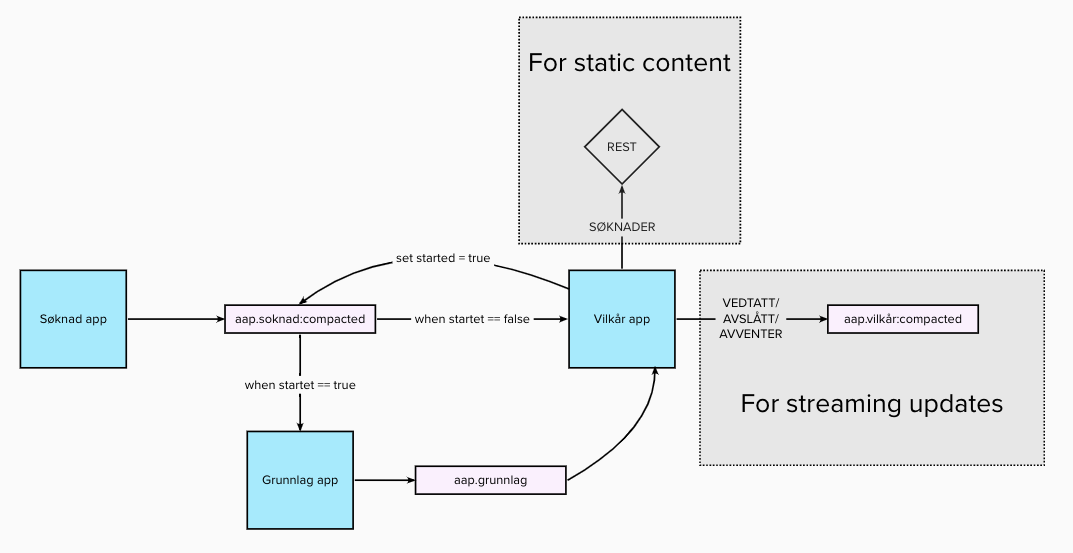 For static content
REST
SØKNADER
set started = true
Søknad app
aap.soknad:compacted
when startet == false
Vilkår app
VEDTATT/
AVSLÅTT/
AVVENTER
aap.vilkår:compacted
when startet == true
For streaming updates
Grunnlag app
aap.grunnlag